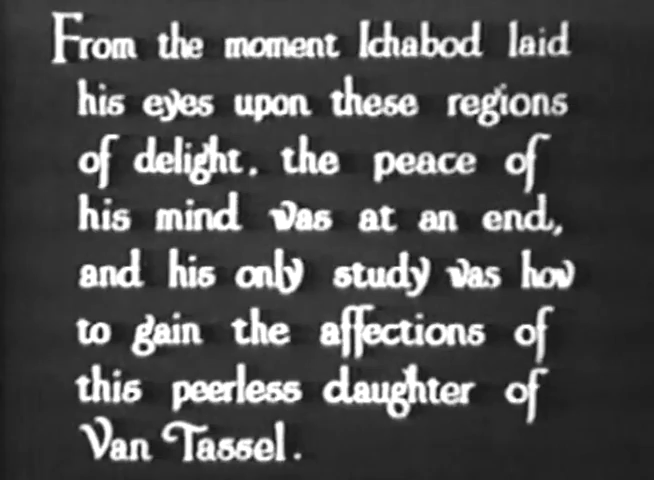 From the moment Ichabod laid
his eyes upon these regions
of delight, the peace of
his mind was at an end,
and his only study was how
to gain the affections of
this peerless daughter of
Van Tassel.